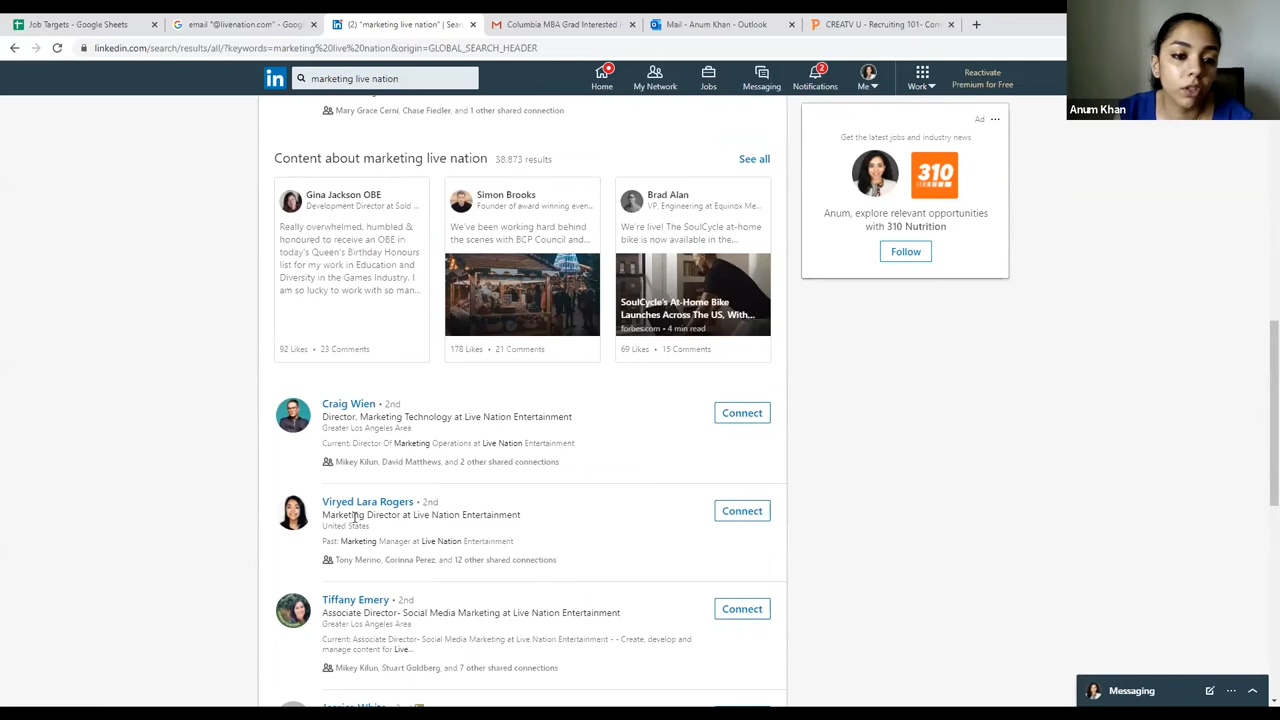 Job Targets - Google Sheets
email "@livenation.com" - Goog
(2) "marketing live nation" | Sear
Columbia MBA Grad Interested I
Mail - Anum Khan - Outlook
CREATV U - Recruiting 101- Con
linkedin.com/search/results/all/?keywords=marketing%20live%20nation&origin=GLOBAL_SEARCH_HEADER
in
marketing live nation
Home
My Network
Jobs
Messaging
2
Notifications
Me
Work
Reactivate
Premium for Free
Anum Khan
Mary Grace Cerni, Chase Fiedler, and 1 other shared connection
Content about marketing live nation 38,873 results
See all
Gina Jackson OBE
Development Director at Sold ...
Really overwhelmed, humbled &
honoured to receive an OBE in
today's Queen's Birthday Honours
list for my work in Education and
Diversity in the Games Industry. I
am so lucky to work with so man...
92 Likes • 23 Comments
Simon Brooks
Founder of award winning even...
We've been working hard behind
the scenes with BCP Council and...
178 Likes • 21 Comments
Brad Alan
VP, Engineering at Equinox Me...
We're live! The SoulCycle at-home
bike is now available in the...
SoulCycle's At-Home Bike
Launches Across The US, With...
forbes.com • 4 min read
69 Likes • 15 Comments
Ad ...
Get the latest jobs and industry news
310
Anum, explore relevant opportunities
with 310 Nutrition
Follow
Craig Wien • 2nd
Director, Marketing Technology at Live Nation Entertainment
Greater Los Angeles Area
Current: Director Of Marketing Operations at Live Nation Entertainment
Mikey Kilun, David Matthews, and 2 other shared connections
Connect
Viryed Lara Rogers • 2nd
Marketing Director at Live Nation Entertainment
United States
Past: Marketing Manager at Live Nation Entertainment
Tony Merino, Corinna Perez, and 12 other shared connections
Connect
Tiffany Emery • 2nd
Associate Director- Social Media Marketing at Live Nation Entertainment
Greater Los Angeles Area
Current: Associate Director- Social Media Marketing at Live Nation Entertainment - - Create, develop and
manage content for Live...
Mikey Kilun, Stuart Goldberg, and 7 other shared connections
Connect
Messaging